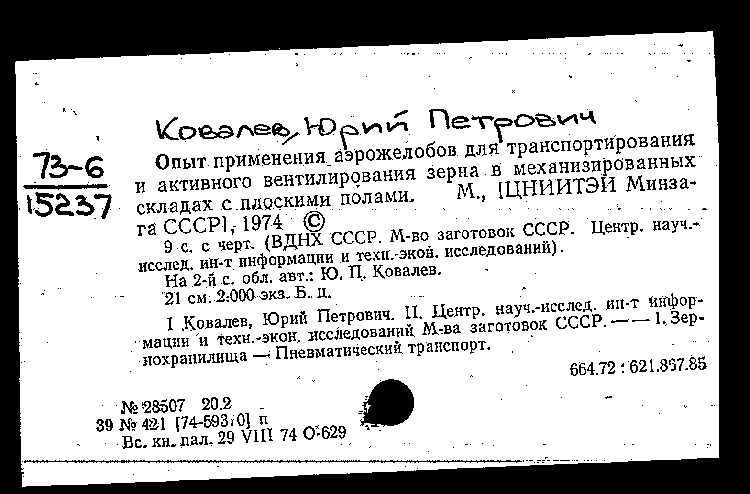 Ковалев, Юрий Петрович
73-6
15237
Опыт применения аэрожелобов для транспортирования
и активного вентилирования зерна в механизированных
складах с плоскими полами. М., [ЦНИИТЭИ Минза-
га СССР], 1974 ©
9 с. с черт. (ВДНХ СССР. М-во заготовок СССР. Центр. науч.-
исслед. ин-т информации и техн.-экон. исследований).
На 2-й с. обл. авт.: Ю. П. Ковалев.
21 см. 2.000 экз. Б. ц.
I Ковалев, Юрий Петрович. II. Центр. науч.-исслед. ин-т инфор-
мации и техн.-экон. исследований М-ва заготовок СССР. — — 1. Зер-
нохранилища — Пневматический транспорт.
664.72 : 621.867.85
№ 28507 20.2
39 № 421 [74-593/0] п
Вс. кн. пал. 29 VIII 74 О-629